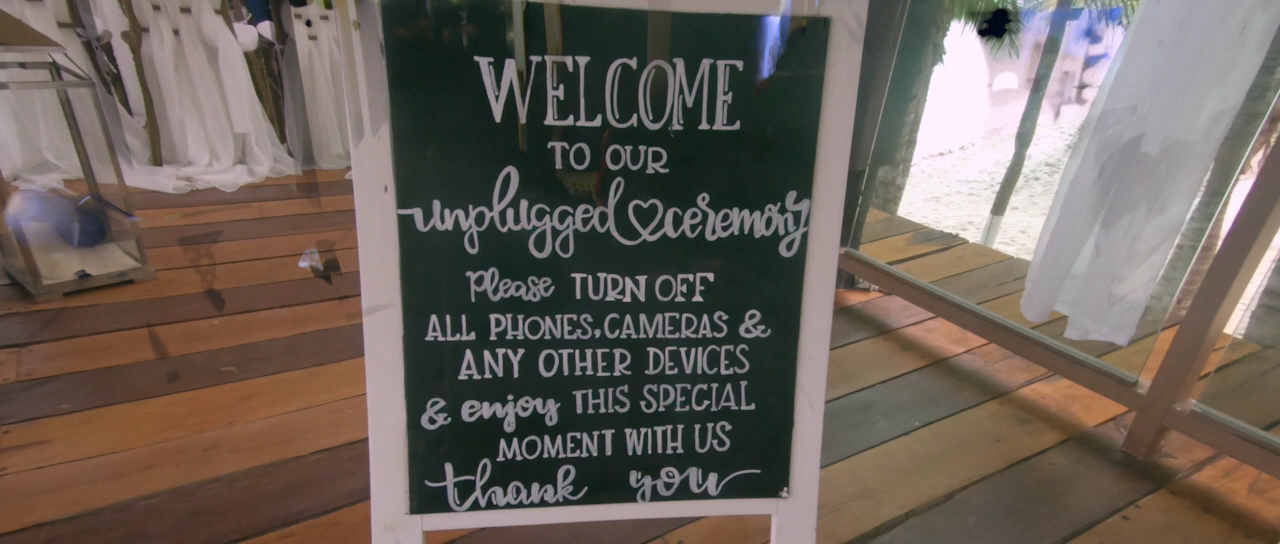 WELCOME
TO OUR
unplugged ceremony
Please TURN OFF
ALL PHONES, CAMERAS &
ANY OTHER DEVICES
& enjoy THIS SPECIAL
MOMENT WITH US
thank you